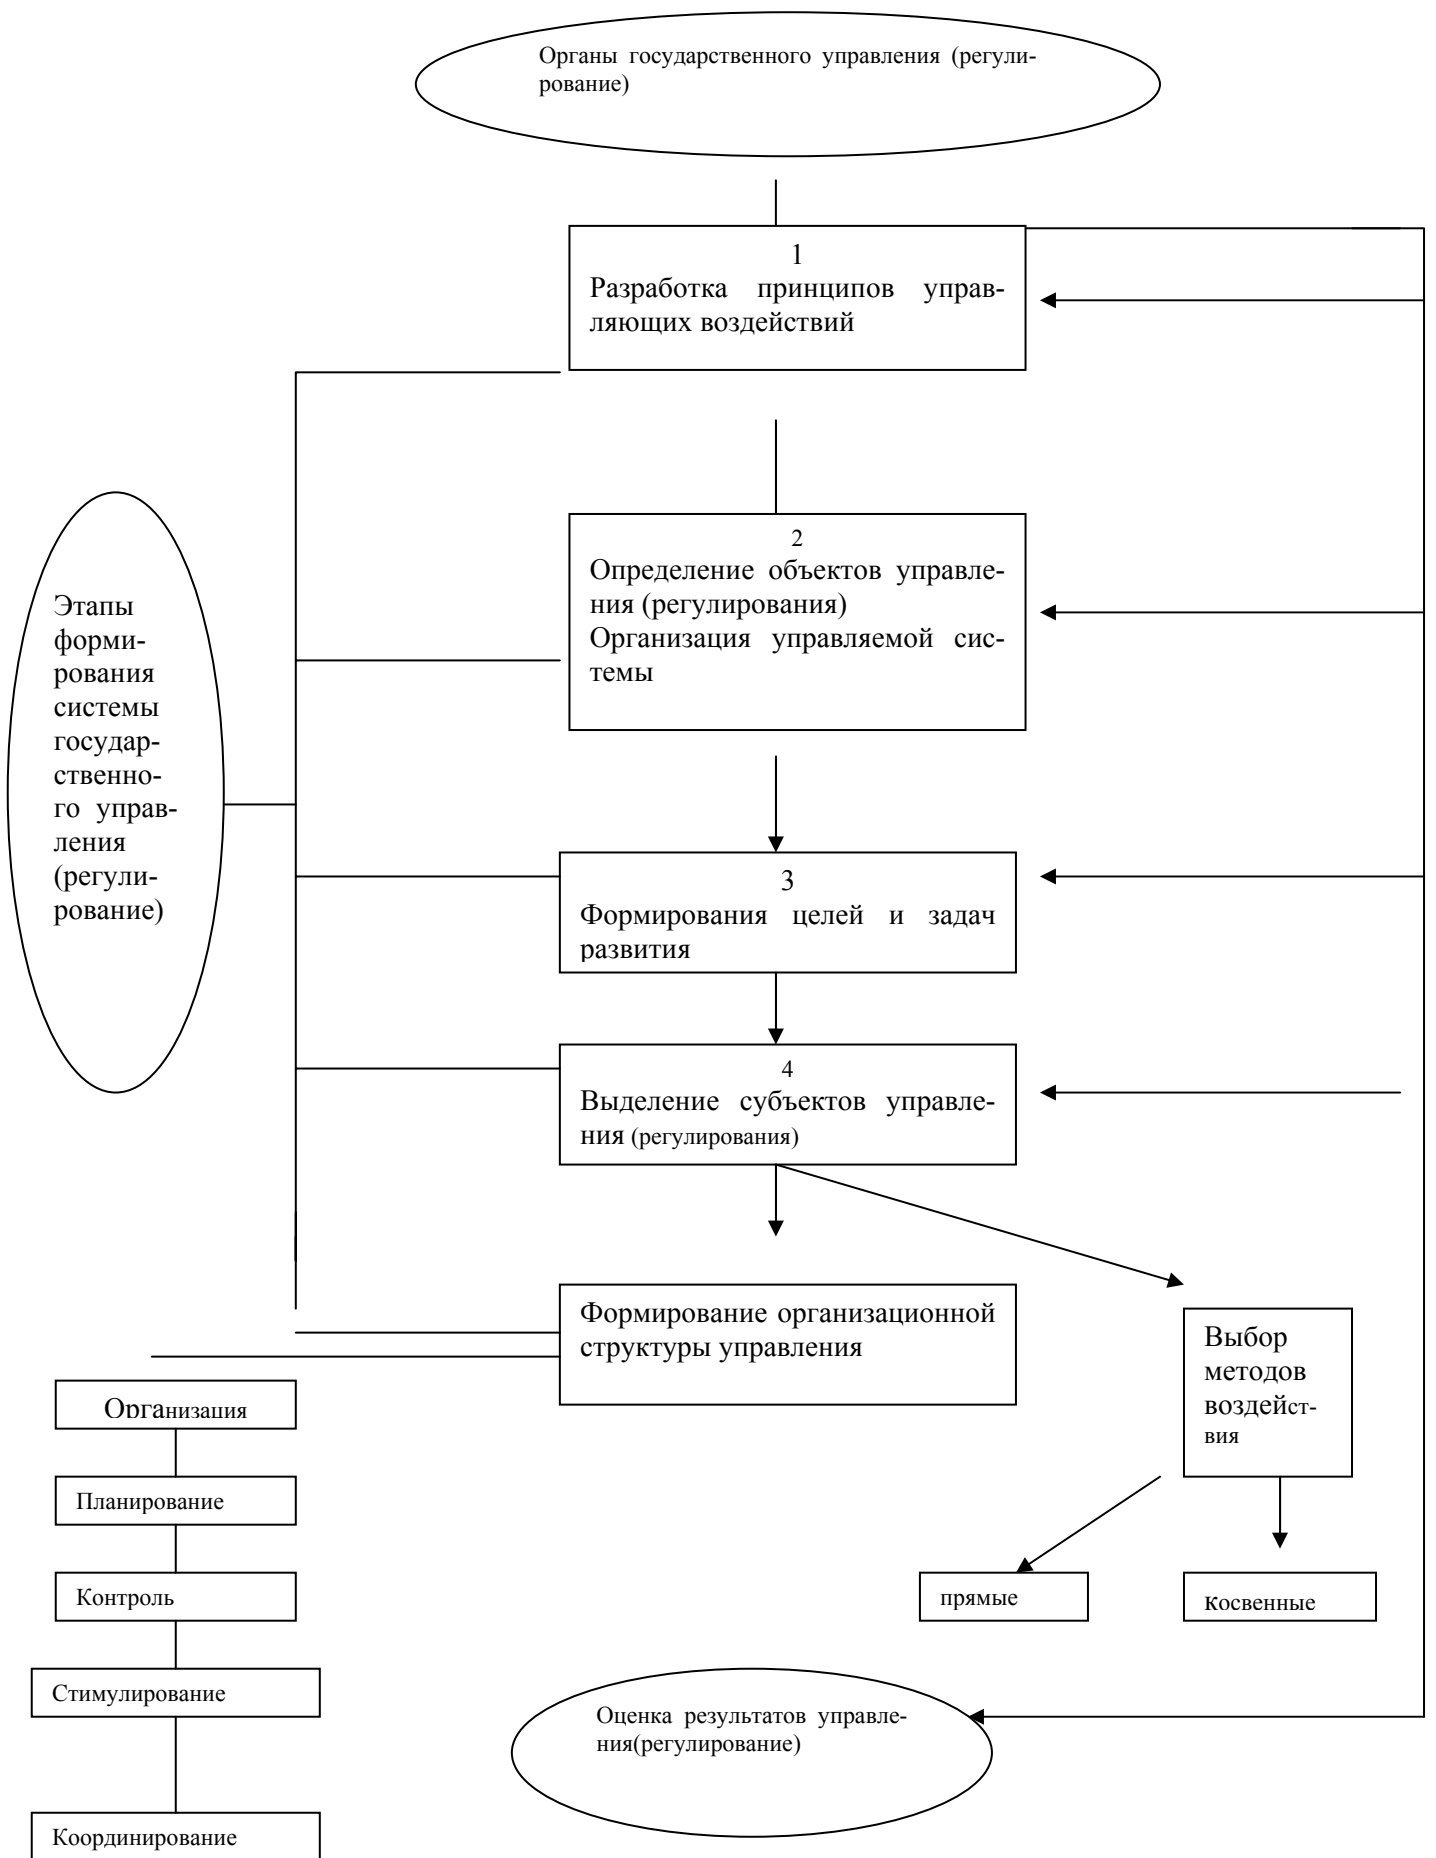 Органы государственного управления (регули-
рование)
1
Разработка принципов управ-
ляющих воздействий
2
Определение объектов управле-
ния (регулирования)
Организация управляемой сис-
темы
Этапы
форми-
рования
системы
государ-
ственно-
го управ-
ления
(регули-
рование)
3
Формирования целей и задач
развития
4
Выделение субъектов управле-
ния (регулирования)
Формирование организационной
структуры управления
Выбор
методов
воздейст-
вия
Организация
Планирование
Контроль
Стимулирование
Координирование
прямые
косвенные
Оценка результатов управле-
ния(регулирование)